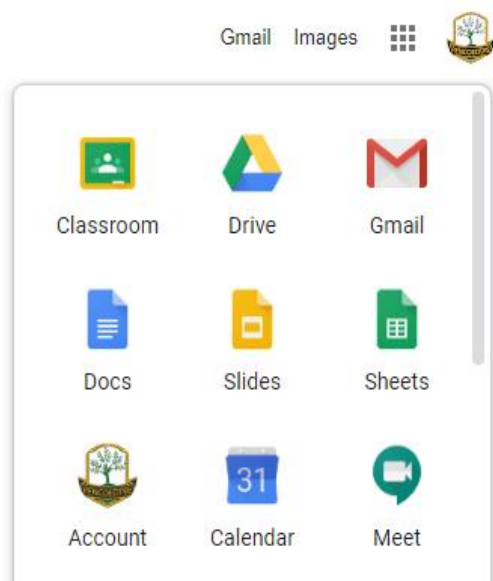 Gmail Images
Classroom Drive Gmail
Docs Slides Sheets
31
Account Calendar Meet